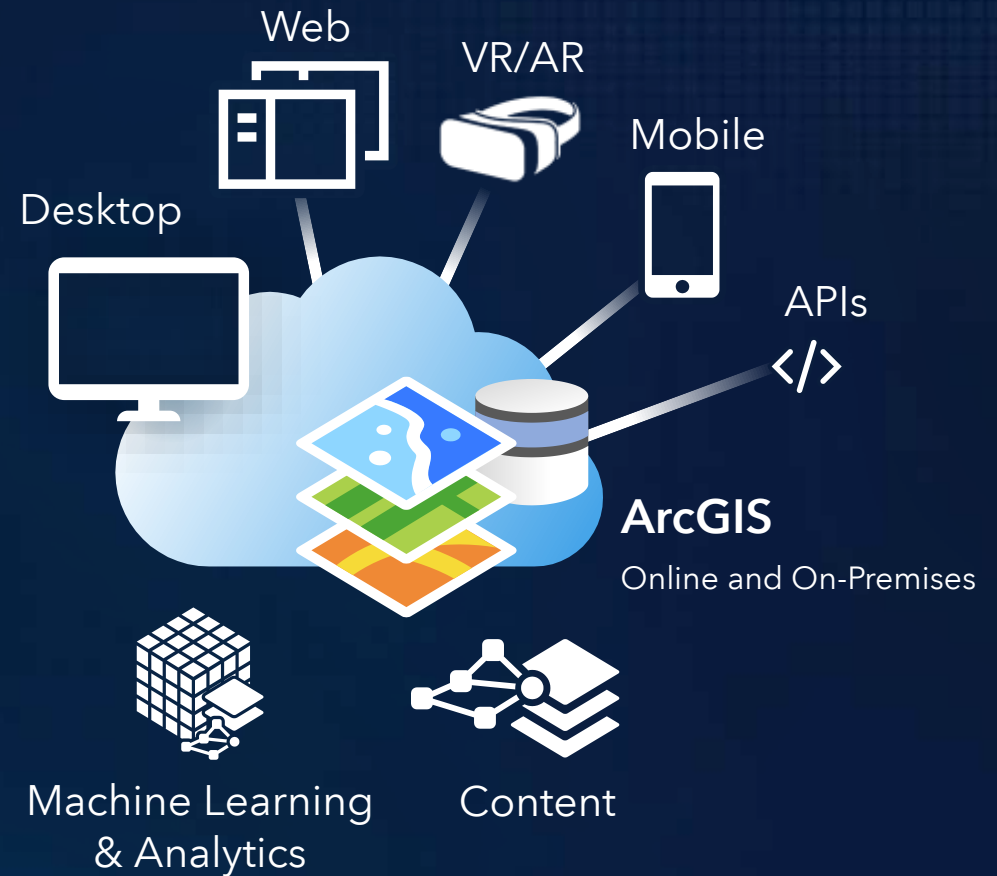 Web
VR/AR
Mobile
Desktop
APIs
</>
ArcGIS
Online and On-Premises
Machine Learning
& Analytics
Content